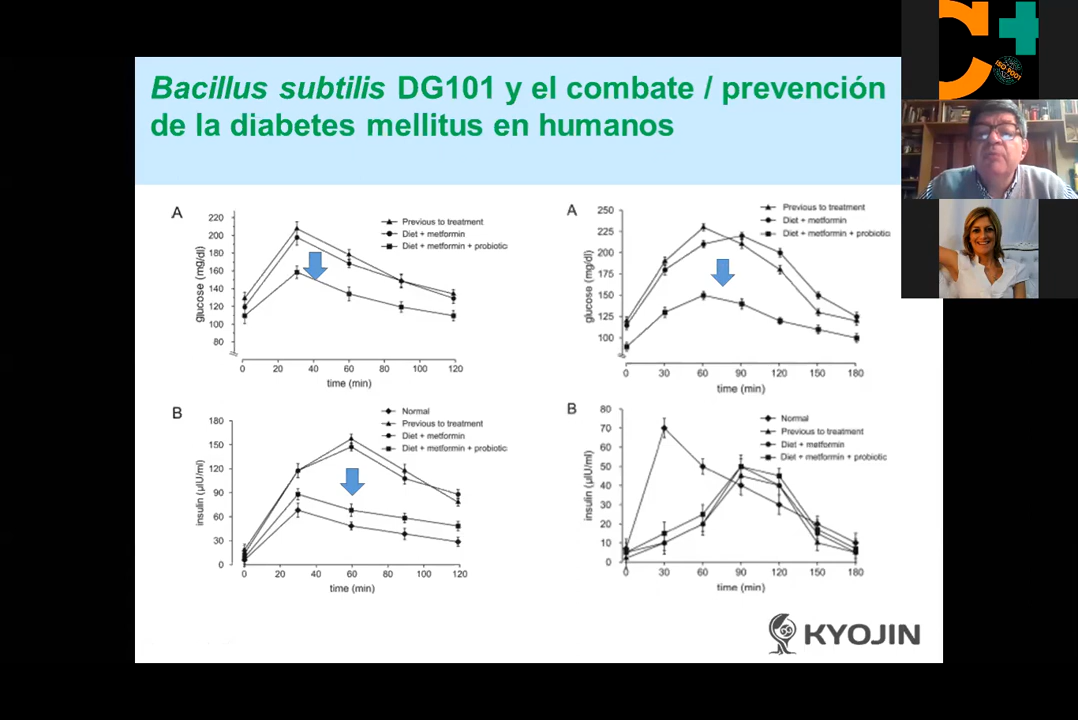 Bacillus subtilis DG101 y el combate / prevención
de la diabetes mellitus en humanos
A
Previous to treatment
Diet + metformin
Diet + metformin + probiotic
220
200
180
160
140
120
100
80
glucose (mg/dl)
0 20 40 60 80 100 120
time (min)
A
Previous to treatment
Diet + metformin
Diet + metformin + probiotic
250
225
200
175
150
125
100
glucose (mg/dl)
0 30 60 90 120 150 180
time (min)
B
Normal
Previous to treatment
Diet + metformin
Diet + metformin + probiotic
180
150
120
90
60
30
0
insulin (µIU/ml)
0 20 40 60 80 100 120
time (min)
B
Normal
Previous to treatment
Diet + metformin
Diet + metformin + probiotic
80
70
60
50
40
30
20
10
0
insulin (µIU/ml)
0 30 60 90 120 150 180
time (min)
KYOJIN
ISO 9001